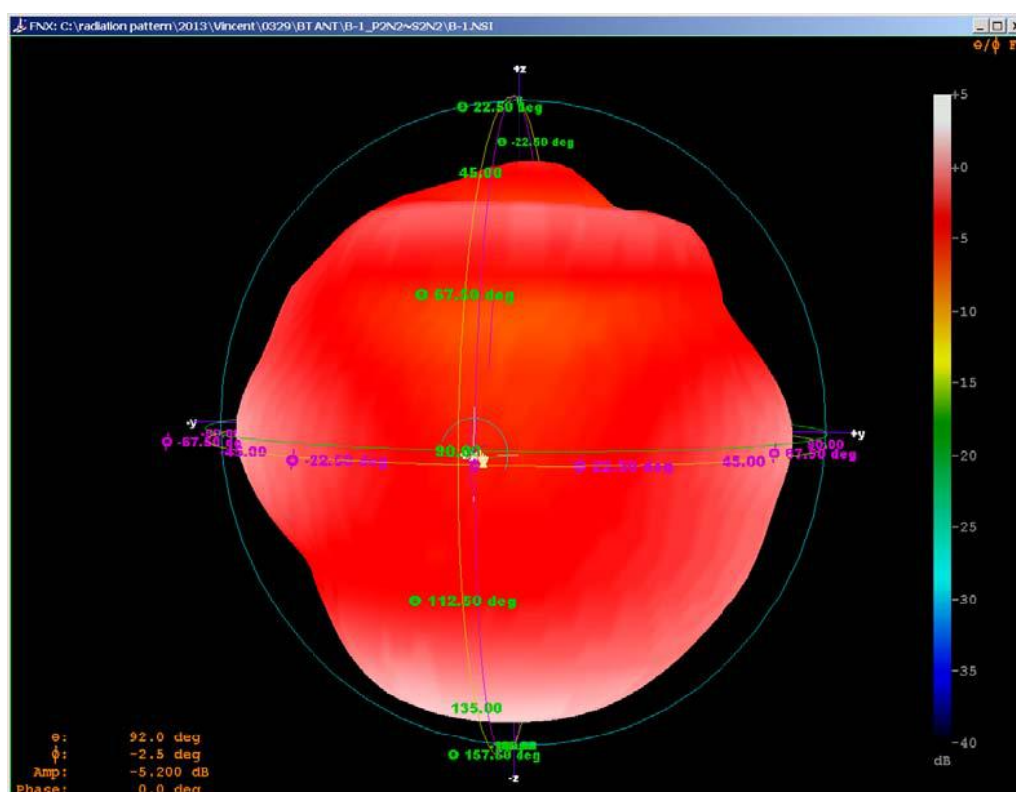 FNX: C:\radiation pattern\2013\Vincent\0329\BT ANT\B-1_P2N2~S2N2\B-1.NSI
Θ/ϕ F
+z
Θ 22.50 deg
Θ -22.50 deg
45.00
Θ 67.50 deg
+5
+0
-5
-10
-15
-20
-25
-30
-35
-40
dB
-y
ϕ -67.50
-45.00
ϕ -22.50 deg
90.00
ϕ 22.50 deg
45.00
ϕ 67.50 deg
90.00
+y
Θ 112.50 deg
135.00
Θ 157.50 deg
-z
Θ: 92.0 deg
ϕ: -2.5 deg
Amp: -5.200 dB
Phase: 0.0 deg